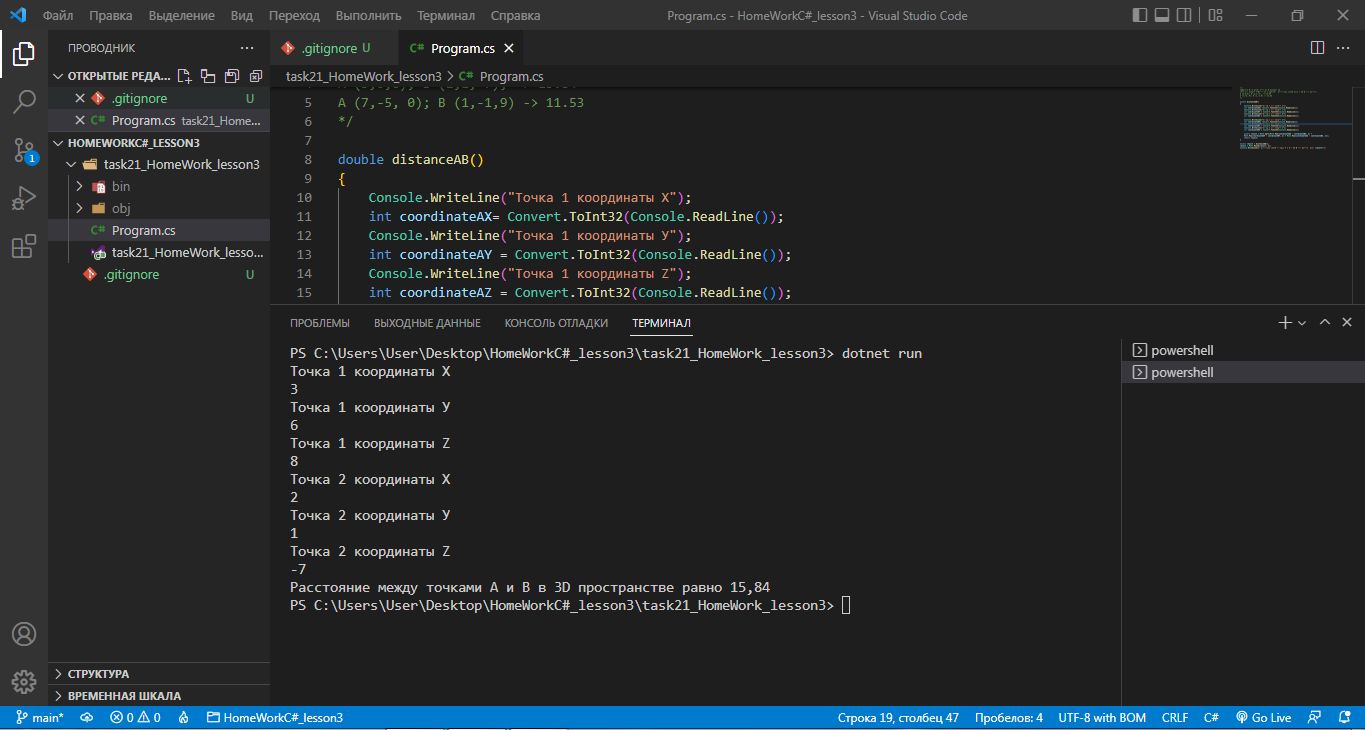 Файл Правка Выделение Вид Переход Выполнить Терминал Справка Program.cs - HomeWorkC#_lesson3 - Visual Studio Code
ПРОВОДНИК ...
ОТКРЫТЫЕ РЕДА...
.gitignore U
Program.cs task21_Home...
HOMEWORKC#_LESSON3
task21_HomeWork_lesson3
bin
obj
Program.cs
task21_HomeWork_lesso...
.gitignore U
1
СТРУКТУРА
ВРЕМЕННАЯ ШКАЛА
.gitignore U C# Program.cs
task21_HomeWork_lesson3 > C# Program.cs
5 A (7,-5, 0); B (1,-1,9) -> 11.53
6 */
7
8 double distanceAB()
9 {
10 Console.WriteLine("Точка 1 координаты X");
11 int coordinateAX= Convert.ToInt32(Console.ReadLine());
12 Console.WriteLine("Точка 1 координаты У");
13 int coordinateAY = Convert.ToInt32(Console.ReadLine());
14 Console.WriteLine("Точка 1 координаты Z");
15 int coordinateAZ = Convert.ToInt32(Console.ReadLine());
ПРОБЛЕМЫ ВЫХОДНЫЕ ДАННЫЕ КОНСОЛЬ ОТЛАДКИ ТЕРМИНАЛ
PS C:\Users\User\Desktop\HomeWorkC#_lesson3\task21_HomeWork_lesson3> dotnet run
Точка 1 координаты X
3
Точка 1 координаты У
6
Точка 1 координаты Z
8
Точка 2 координаты X
2
Точка 2 координаты У
1
Точка 2 координаты Z
-7
Расстояние между точками A и B в 3D пространстве равно 15,84
PS C:\Users\User\Desktop\HomeWorkC#_lesson3\task21_HomeWork_lesson3>
powershell
powershell
main* 0 0 HomeWorkC#_lesson3 Строка 19, столбец 47 Пробелов: 4 UTF-8 with BOM CRLF C# Go Live